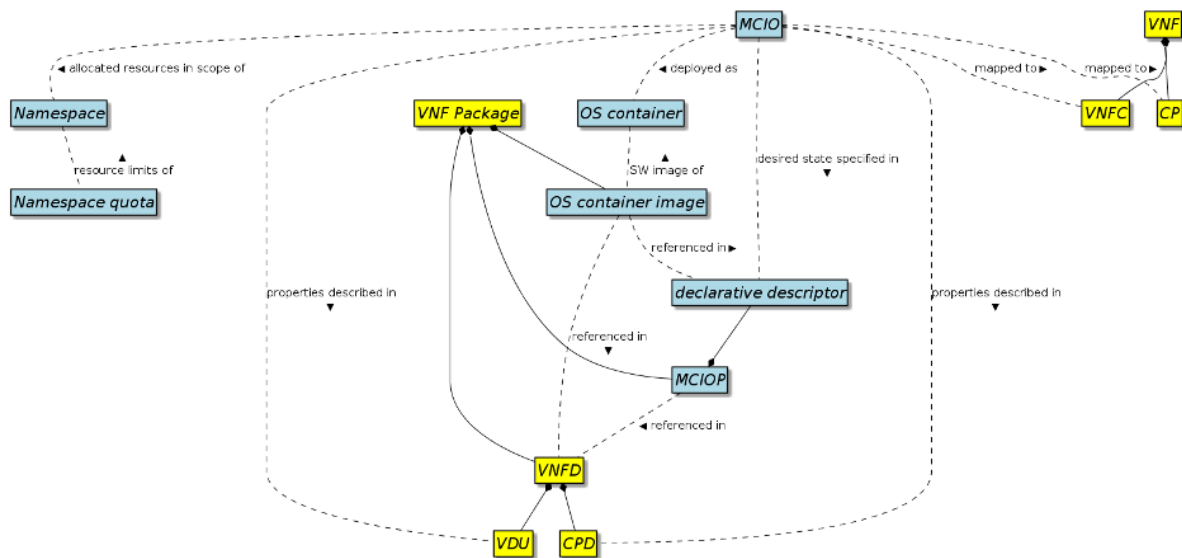 MCIO
VNF
◄ allocated resources in scope of
◄ deployed as
mapped to ►
mapped to ►
Namespace
VNF Package
OS container
VNFC
CP
▲
resource limits of
▲
SW image of
desired state specified in
▼
Namespace quota
OS container image
referenced in ►
properties described in
▼
declarative descriptor
properties described in
▼
referenced in
▼
MCIOP
◄ referenced in
VNFD
VDU
CPD